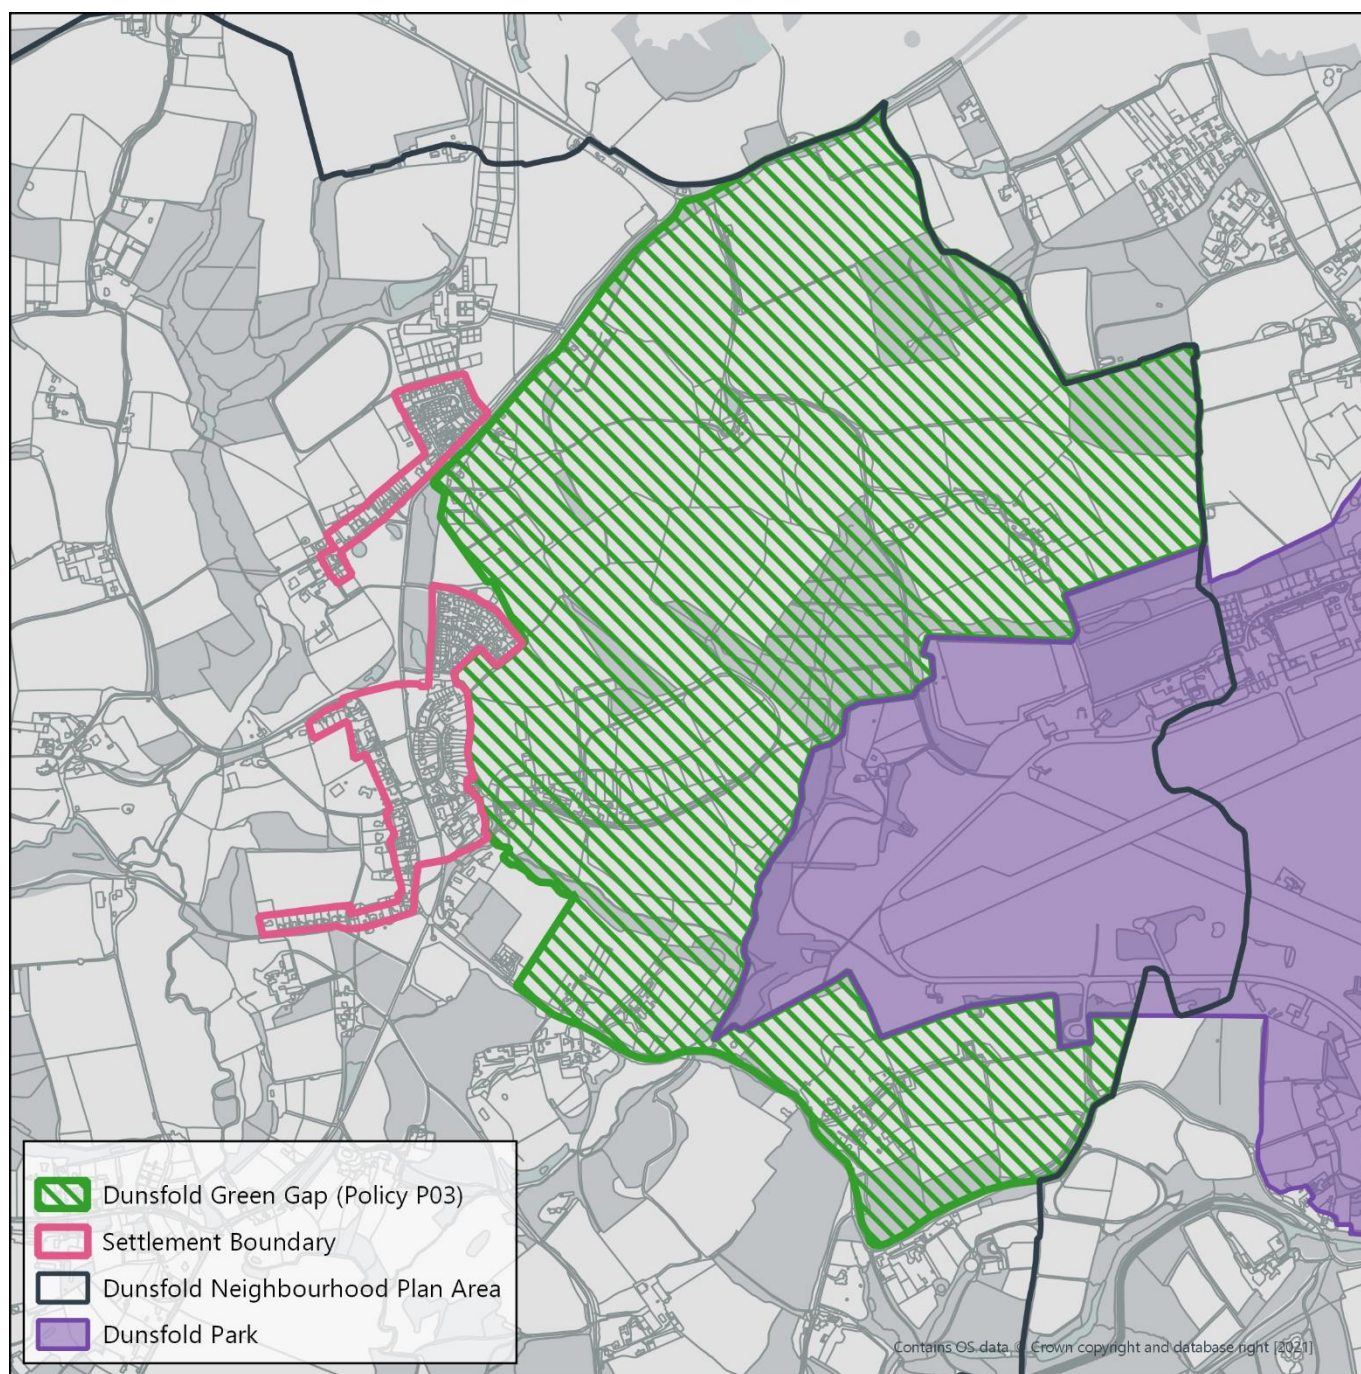 Dunsfold Green Gap (Policy P03)
Settlement Boundary
Dunsfold Neighbourhood Plan Area
Dunsfold Park
Contains OS data © Crown copyright and database right [2021]